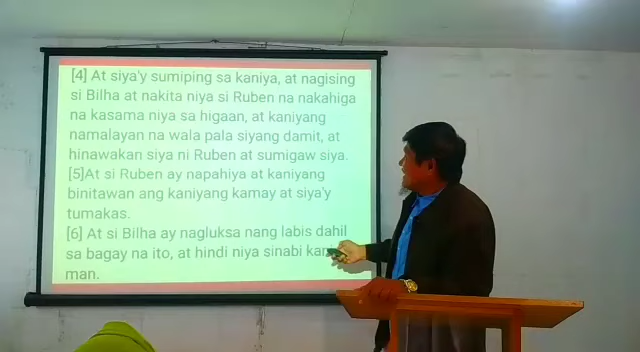 [4] At siya'y sumiping sa kaniya, at nagising
si Bilha at nakita niya si Ruben na nakahiga
na kasama niya sa higaan, at kaniyang
namalayan na wala pala siyang damit, at
hinawakan siya ni Ruben at sumigaw siya.
[5]At si Ruben ay napahiya at kaniyang
binitawan ang kaniyang kamay at siya'y
tumakas.
[6] At si Bilha ay nagluksa nang labis dahil
sa bagay na ito, at hindi niya sinabi
man.